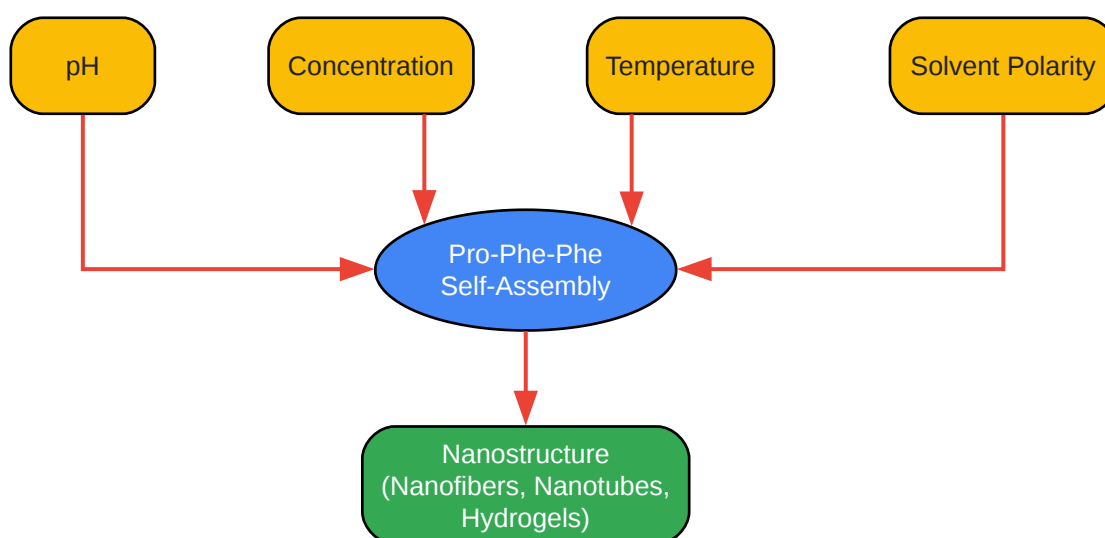 pH
Concentration
Temperature
Solvent Polarity
Pro-Phe-Phe
Self-Assembly
Nanostructure
(Nanofibers, Nanotubes,
Hydrogels)